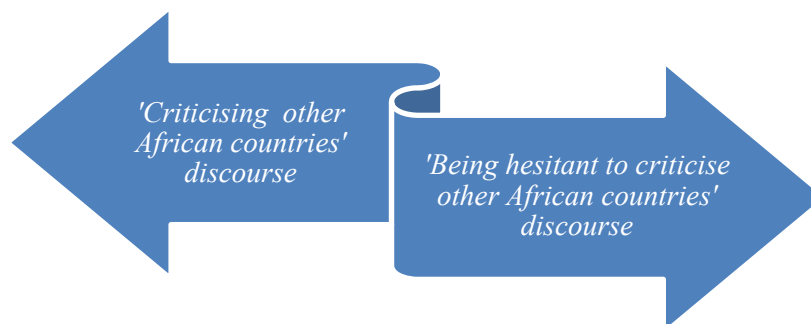 'Criticising other
African countries'
discourse
'Being hesitant to criticise
other African countries'
discourse